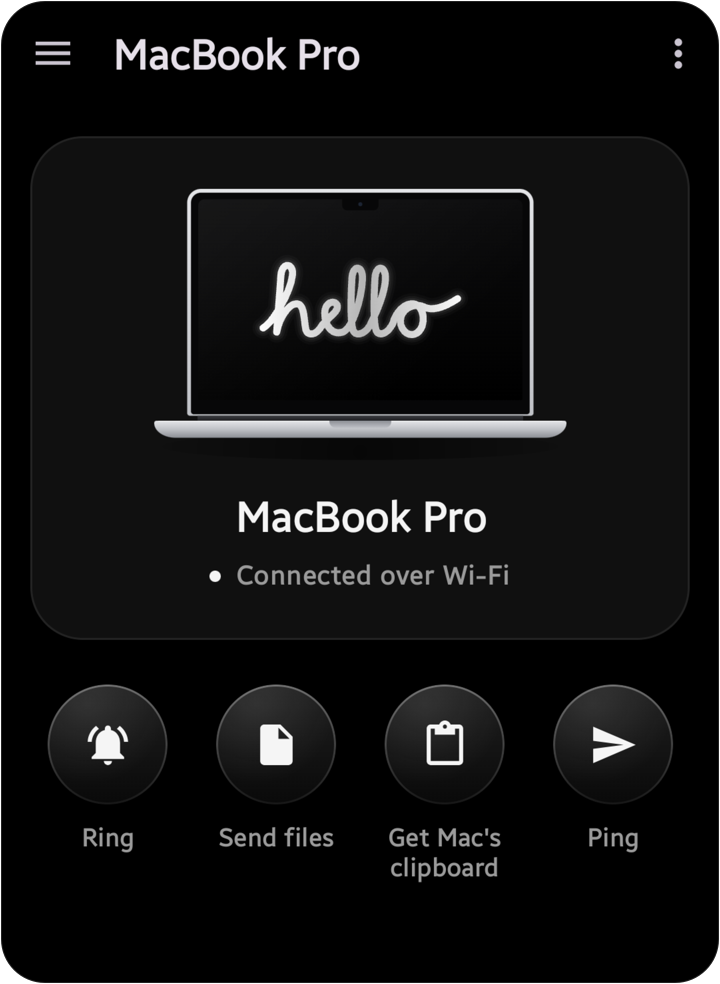 MacBook Pro
hello
MacBook Pro
Connected over Wi-Fi
Ring
Send files
Get Mac's
clipboard
Ping